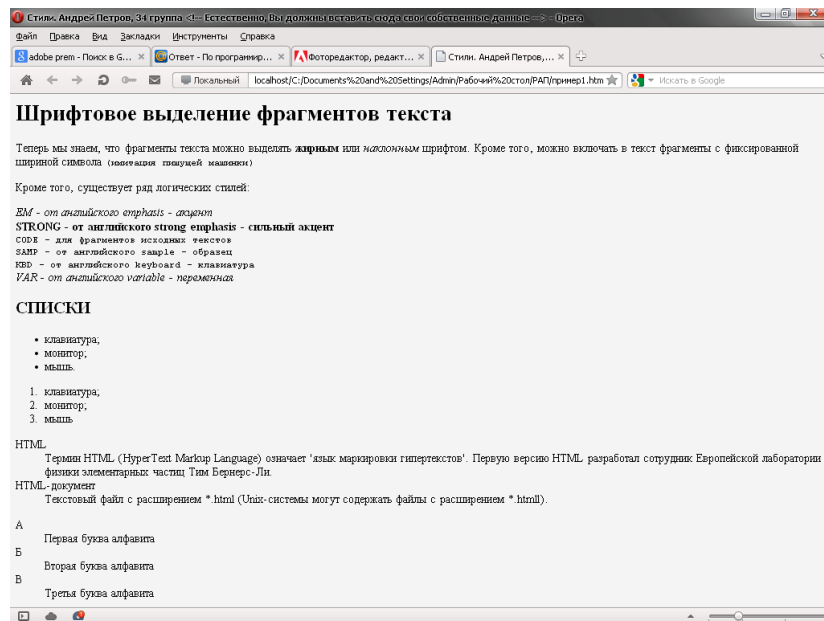 Стили. Андрей Петров, 34 группа <!-- Естественно, Вы должны вставить сюда свои собственные данные --> - Opera
Файл Правка Вид Закладки Инструменты Справка
adobe prem - Поиск в G... Ответ - По программир... Фоторедактор, редакт... Стили. Андрей Петров,...
Локальный localhost/C:/Documents%20and%20Settings/Admin/Рабочий%20стол/РАП/пример1.htm Искать в Google
Шрифтовое выделение фрагментов текста
Теперь мы знаем, что фрагменты текста можно выделять жирным или наклонным шрифтом. Кроме того, можно включать в текст фрагменты с фиксированной
шириной символа (имитация пишущей машинки)
Кроме того, существует ряд логических стилей:
EM - от английского emphasis - акцент
STRONG - от английского strong emphasis - сильный акцент
CODE - для фрагментов исходных текстов
SAMP - от английского sample - образец
KBD - от английского keyboard - клавиатура
VAR - от английского variable - переменная
СПИСКИ
• клавиатура;
• монитор;
• мышь.
1. клавиатура;
2. монитор;
3. мышь
HTML
Термин HTML (HyperText Markup Language) означает 'язык маркировки гипертекстов'. Первую версию HTML разработал сотрудник Европейской лаборатории
физики элементарных частиц Тим Бернерс-Ли.
HTML-документ
Текстовый файл с расширением *.html (Unix-системы могут содержать файлы с расширением *.htmll).
А
Первая буква алфавита
Б
Вторая буква алфавита
В
Третья буква алфавита